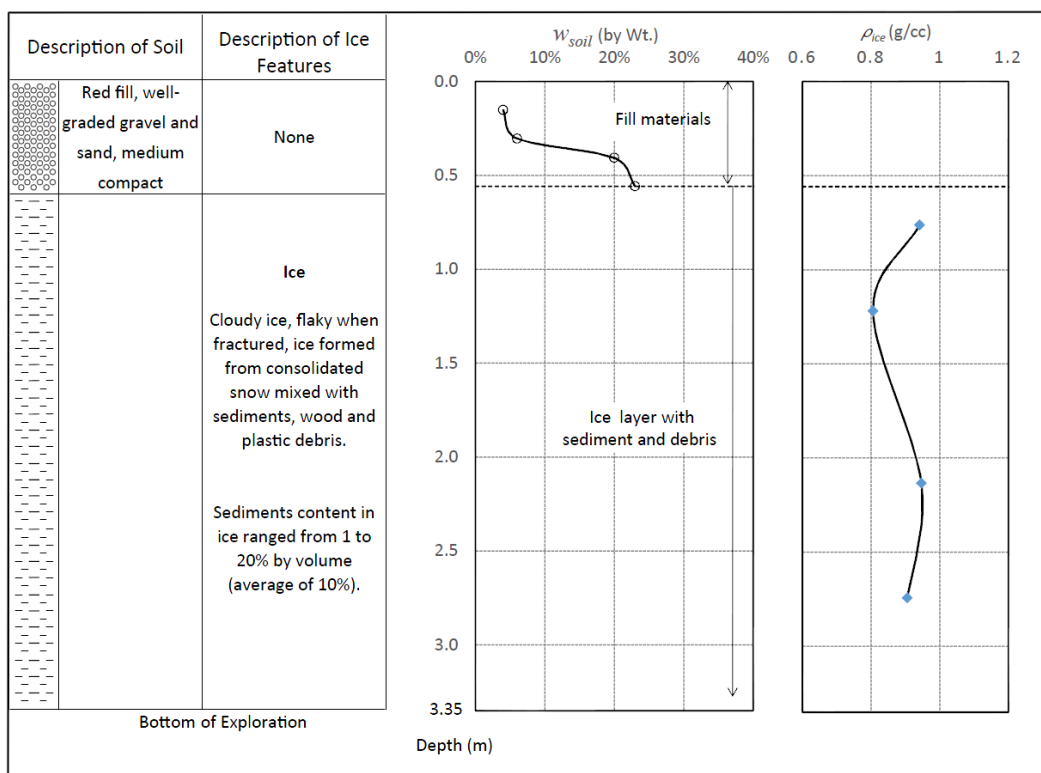 Description of Soil
Description of Ice
Features
w_soil (by Wt.)
ρ_ice (g/cc)
0%
10%
20%
30%
40%
0.6
0.8
1
1.2
Red fill, well-
graded gravel and
sand, medium
compact
None
Fill materials
0.0
0.5
1.0
1.5
2.0
2.5
3.0
3.35
Ice
Cloudy ice, flaky when
fractured, ice formed
from consolidated
snow mixed with
sediments, wood and
plastic debris.
Sediments content in
ice ranged from 1 to
20% by volume
(average of 10%).
Ice layer with
sediment and debris
Bottom of Exploration
Depth (m)